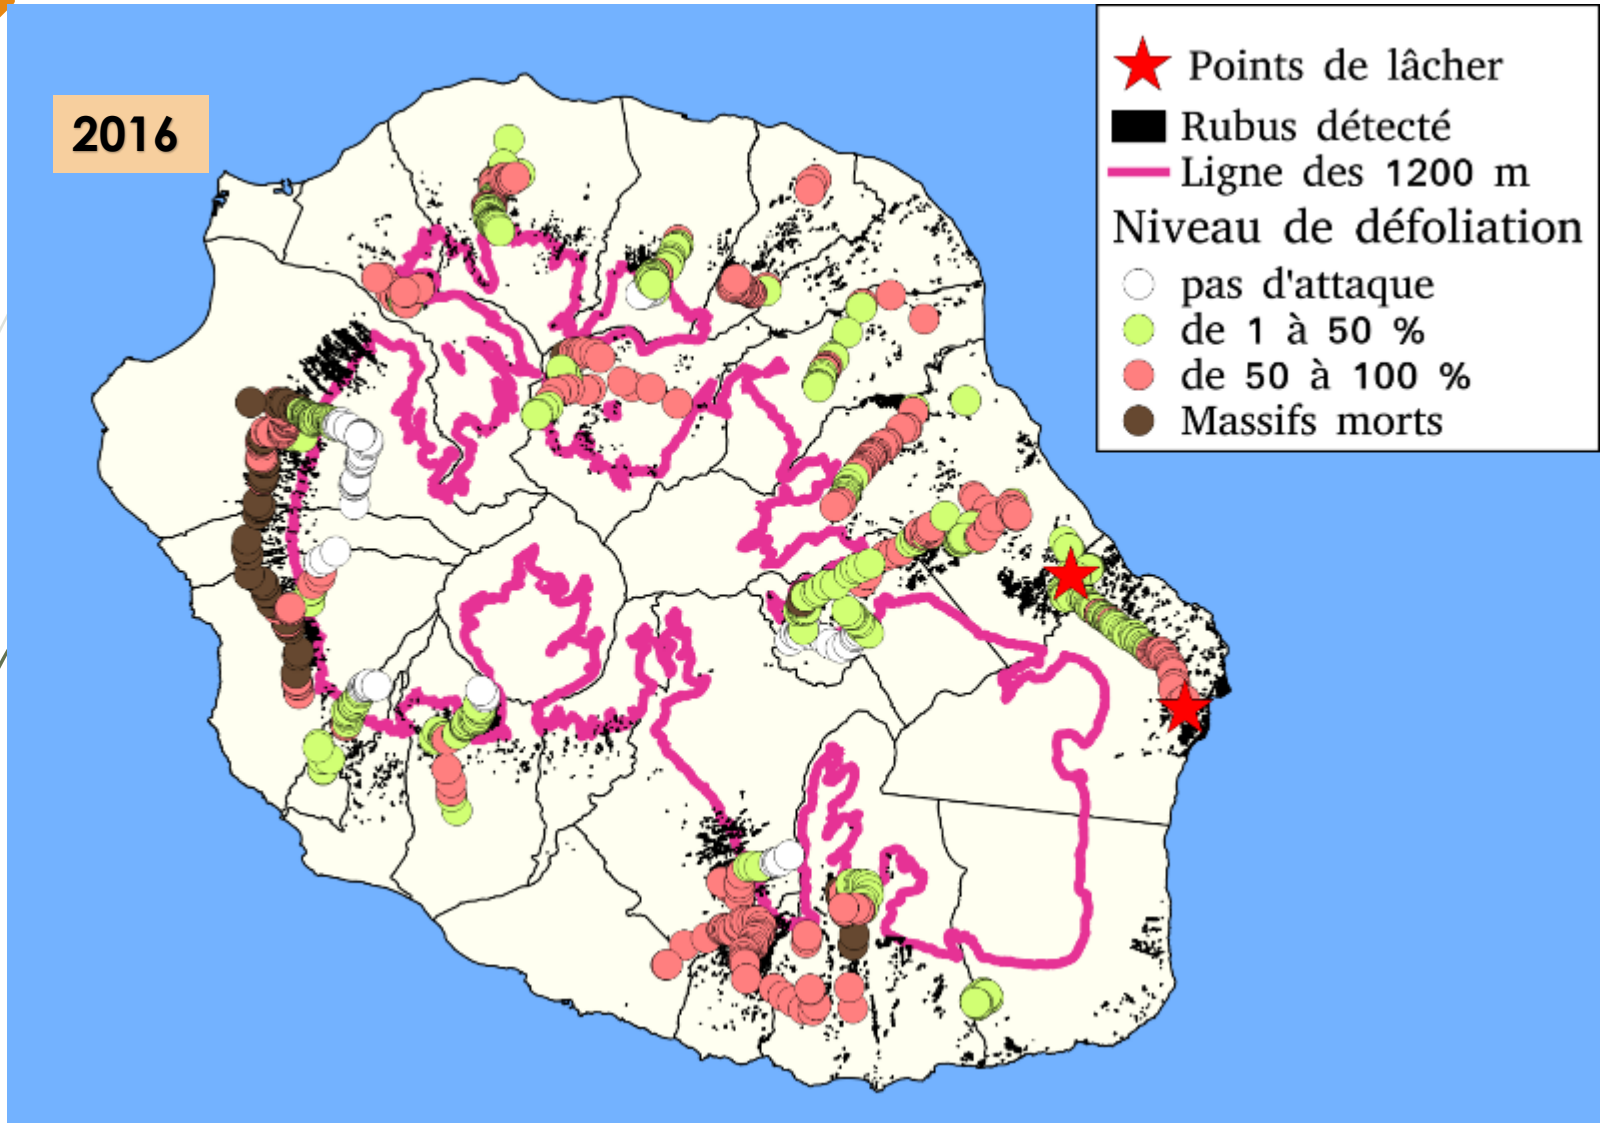 2016
Points de lâcher
Rubus détecté
Ligne des 1200 m
Niveau de défoliation
pas d'attaque
de 1 à 50 %
de 50 à 100 %
Massifs morts